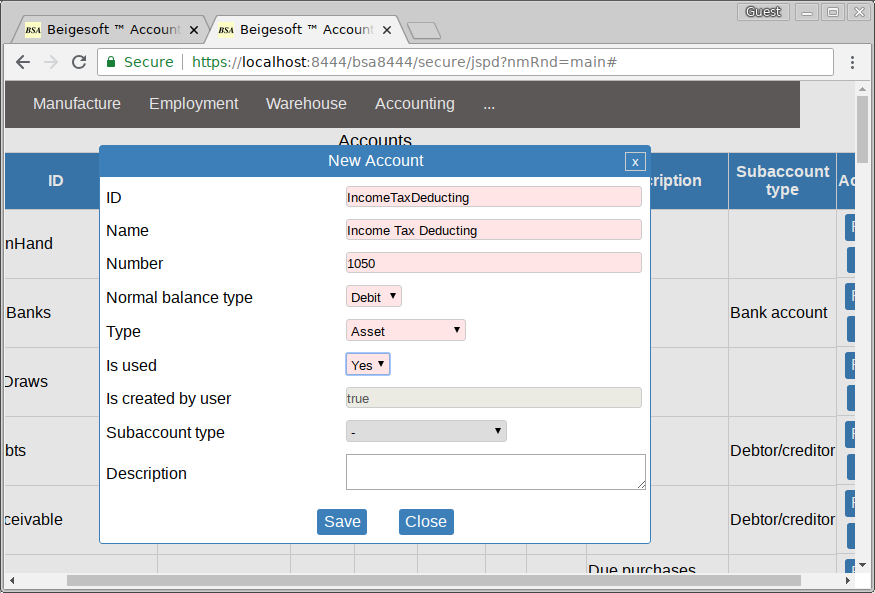 Guest
BSA Beigesoft ™ Account
BSA Beigesoft ™ Account
Secure https://localhost:8444/bsa8444/secure/jspd?nmRnd=main#
Manufacture Employment Warehouse Accounting ...
Accounts
New Account x
ID
cription
Subaccount
type
Ac
ID IncomeTaxDeducting
Name Income Tax Deducting
nHand
Number 1050
Normal balance type Debit
Banks
Bank account
Type Asset
Is used Yes
Draws
Is created by user true
Subaccount type -
bts
Debtor/creditor
Description
ceivable
Debtor/creditor
Save Close
Due purchases